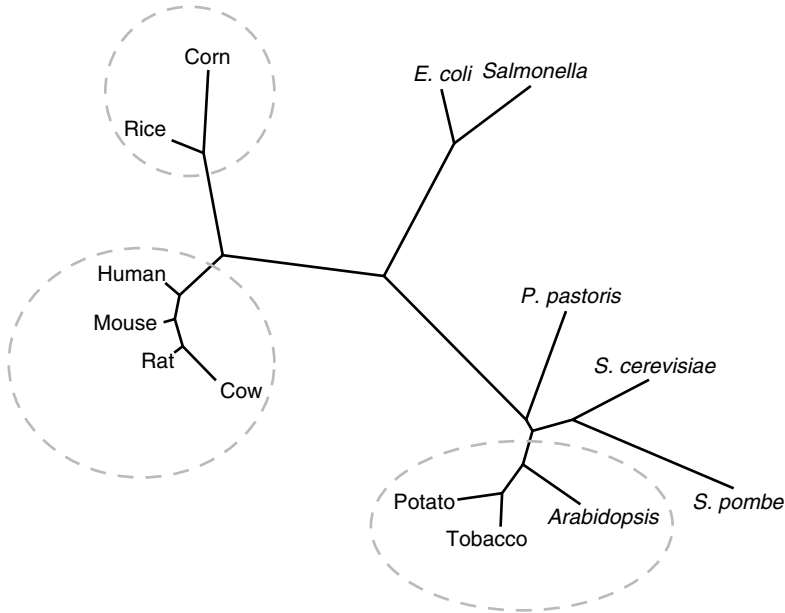 Corn
E. coli Salmonella
Rice
Human
P. pastoris
Mouse
Rat
S. cerevisiae
Cow
Potato
S. pombe
Arabidopsis
Tobacco